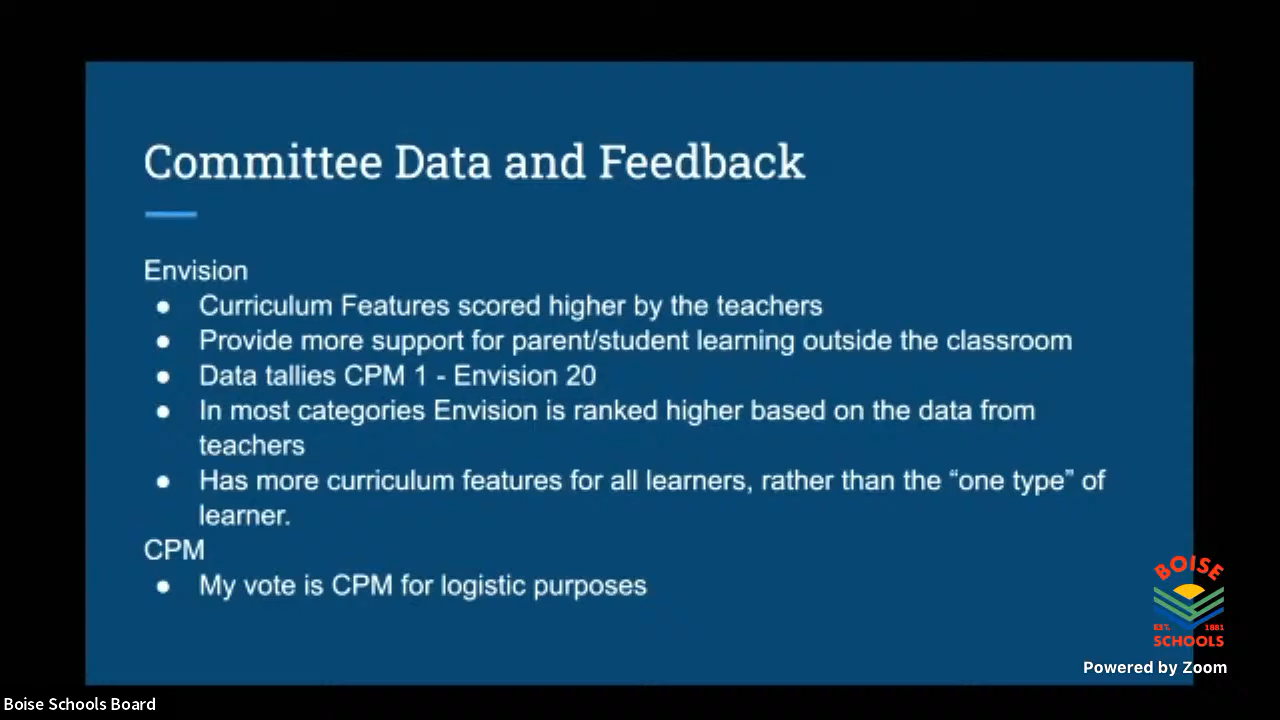 Committee Data and Feedback
Envision
● Curriculum Features scored higher by the teachers
● Provide more support for parent/student learning outside the classroom
● Data tallies CPM 1 - Envision 20
● In most categories Envision is ranked higher based on the data from
teachers
● Has more curriculum features for all learners, rather than the “one type” of
learner.
CPM
● My vote is CPM for logistic purposes
BOISE
EST. 1881
SCHOOLS
Powered by Zoom
Boise Schools Board